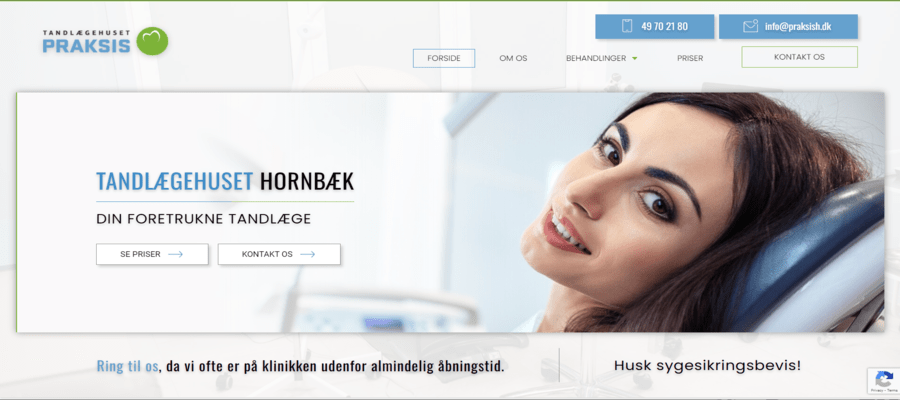 TANDLÆGEHUSET
PRAKSIS
49 70 21 80
info@praksish.dk
FORSIDE
OM OS
BEHANDLINGER
PRISER
KONTAKT OS
TANDLÆGEHUSET HORNBÆK
DIN FORETRUKNE TANDLÆGE
SE PRISER
KONTAKT OS
Ring til os, da vi ofte er på klinikken udenfor almindelig åbningstid.
Husk sygesikringsbevis!
Privacy - Terms